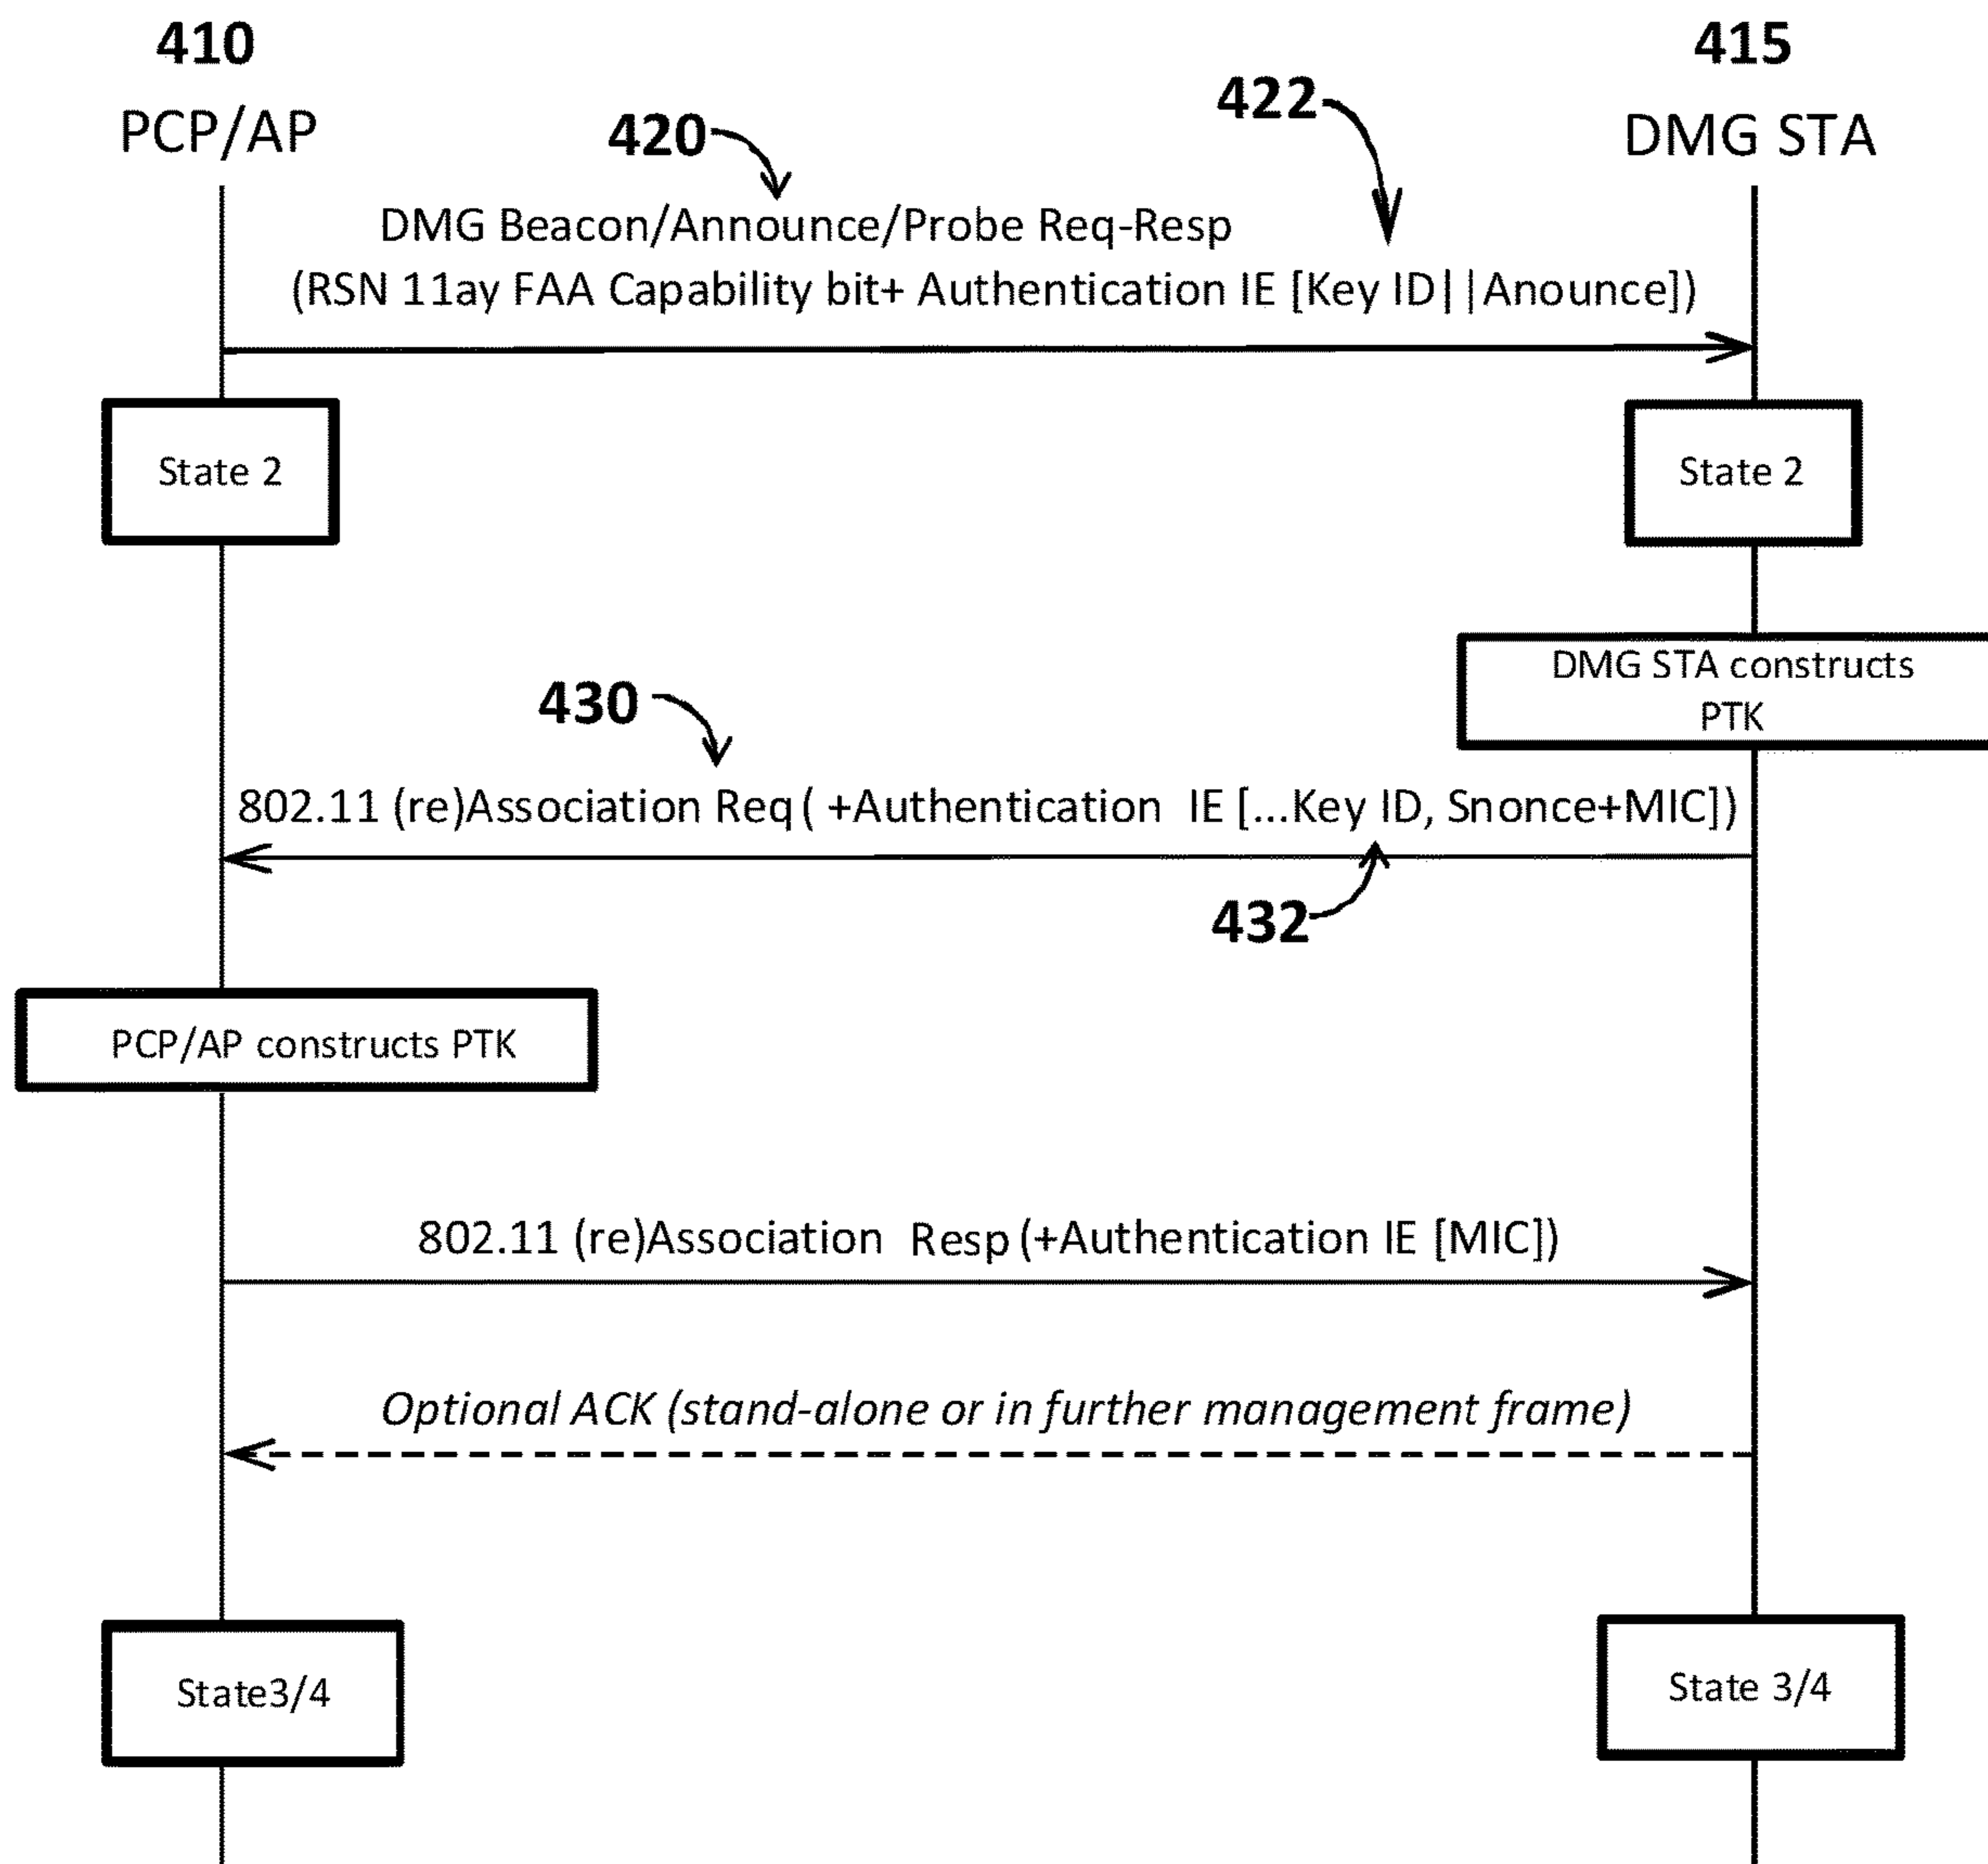 410
415
PCP/AP
DMG STA
420
422
DMG Beacon/Announce/Probe Req-Resp
(RSN 11ay FAA Capability bit+ Authentication IE [Key ID||Anounce])
State 2
State 2
DMG STA constructs
PTK
430
802.11 (re)Association Req ( +Authentication IE [...Key ID, Snonce+MIC])
432
PCP/AP constructs PTK
802.11 (re)Association Resp (+Authentication IE [MIC])
Optional ACK (stand-alone or in further management frame)
State3/4
State 3/4